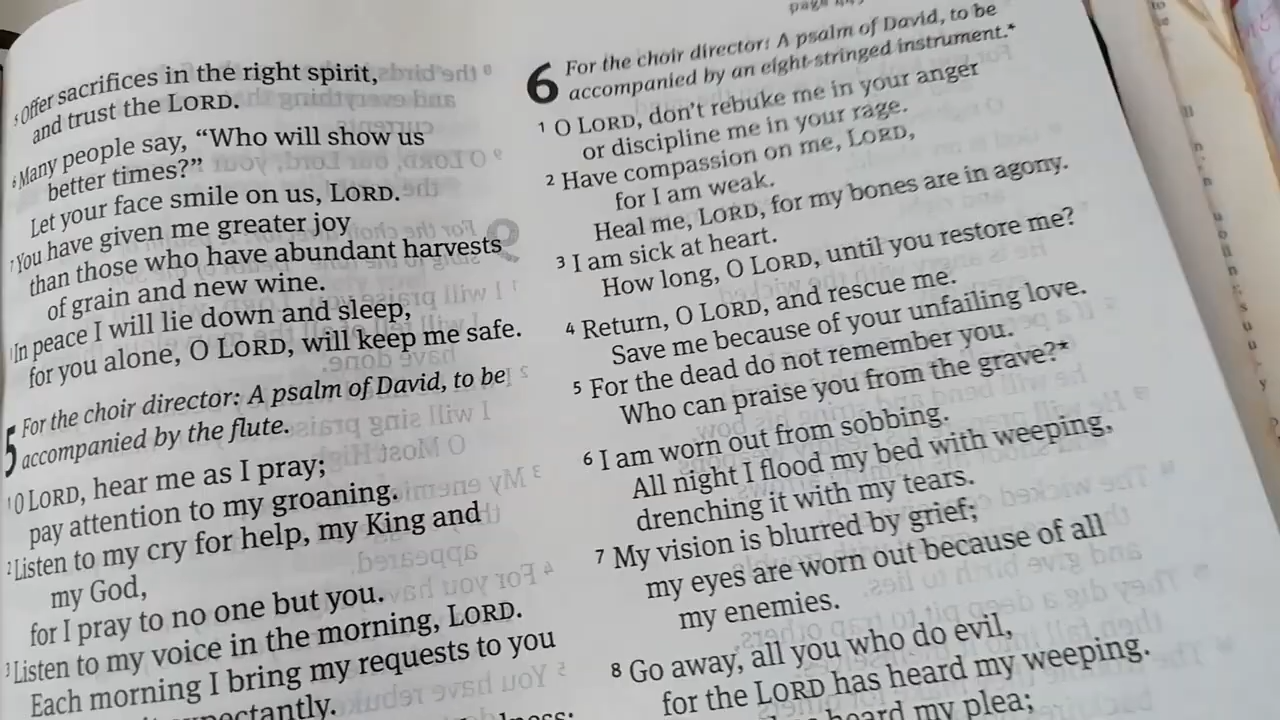 5 Offer sacrifices in the right spirit,
and trust the LORD.
6 Many people say, “Who will show us
better times?”
Let your face smile on us, LORD.
7 You have given me greater joy
than those who have abundant harvests
of grain and new wine.
In peace I will lie down and sleep,
for you alone, O LORD, will keep me safe.
5 For the choir director: A psalm of David, to be
accompanied by the flute.
1 O LORD, hear me as I pray;
pay attention to my groaning.
2 Listen to my cry for help, my King and
my God,
for I pray to no one but you.
3 Listen to my voice in the morning, LORD.
Each morning I bring my requests to you
page
6 For the choir director: A psalm of David, to be
accompanied by an eight-stringed instrument.*
1 O LORD, don’t rebuke me in your anger
or discipline me in your rage.
2 Have compassion on me, LORD,
for I am weak.
Heal me, LORD, for my bones are in agony.
3 I am sick at heart.
How long, O LORD, until you restore me?
4 Return, O LORD, and rescue me.
Save me because of your unfailing love.
5 For the dead do not remember you.
Who can praise you from the grave?*
6 I am worn out from sobbing.
All night I flood my bed with weeping,
drenching it with my tears.
7 My vision is blurred by grief;
my eyes are worn out because of all
my enemies.
8 Go away, all you who do evil,
for the LORD has heard my weeping.
heard my plea;